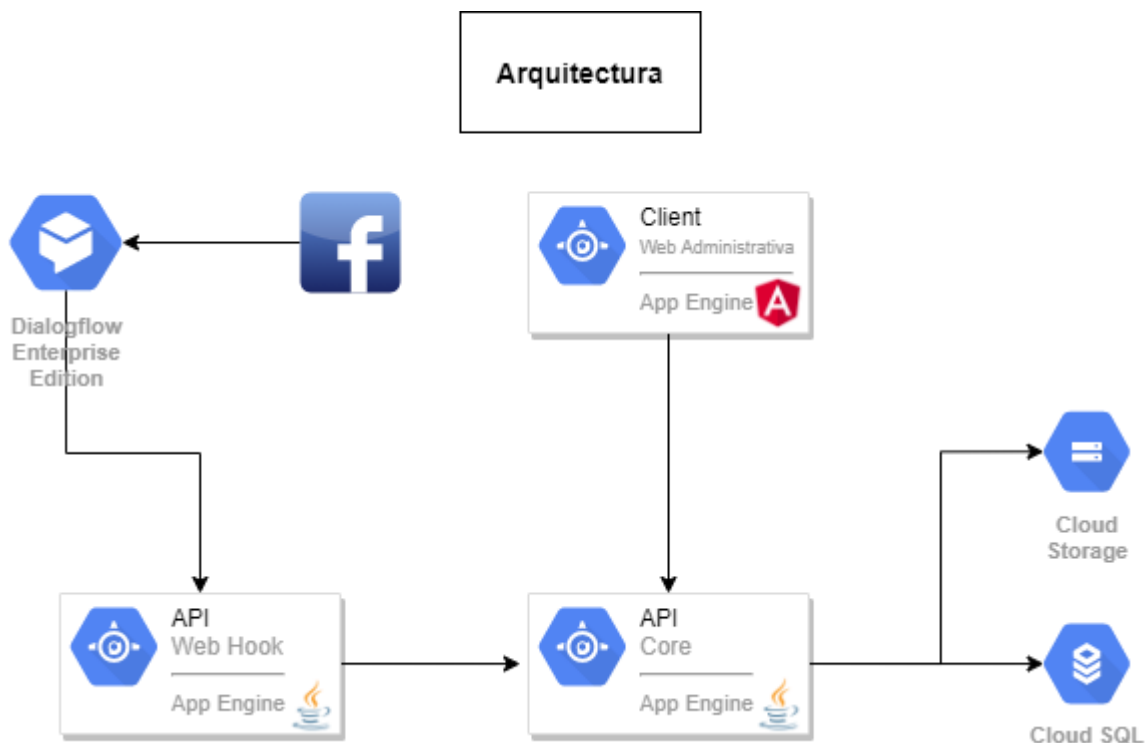 Arquitectura
Dialogflow
Enterprise
Edition
f
Client
Web Administrativa
App Engine
A
Cloud
Storage
API
Web Hook
App Engine
API
Core
App Engine
Cloud SQL